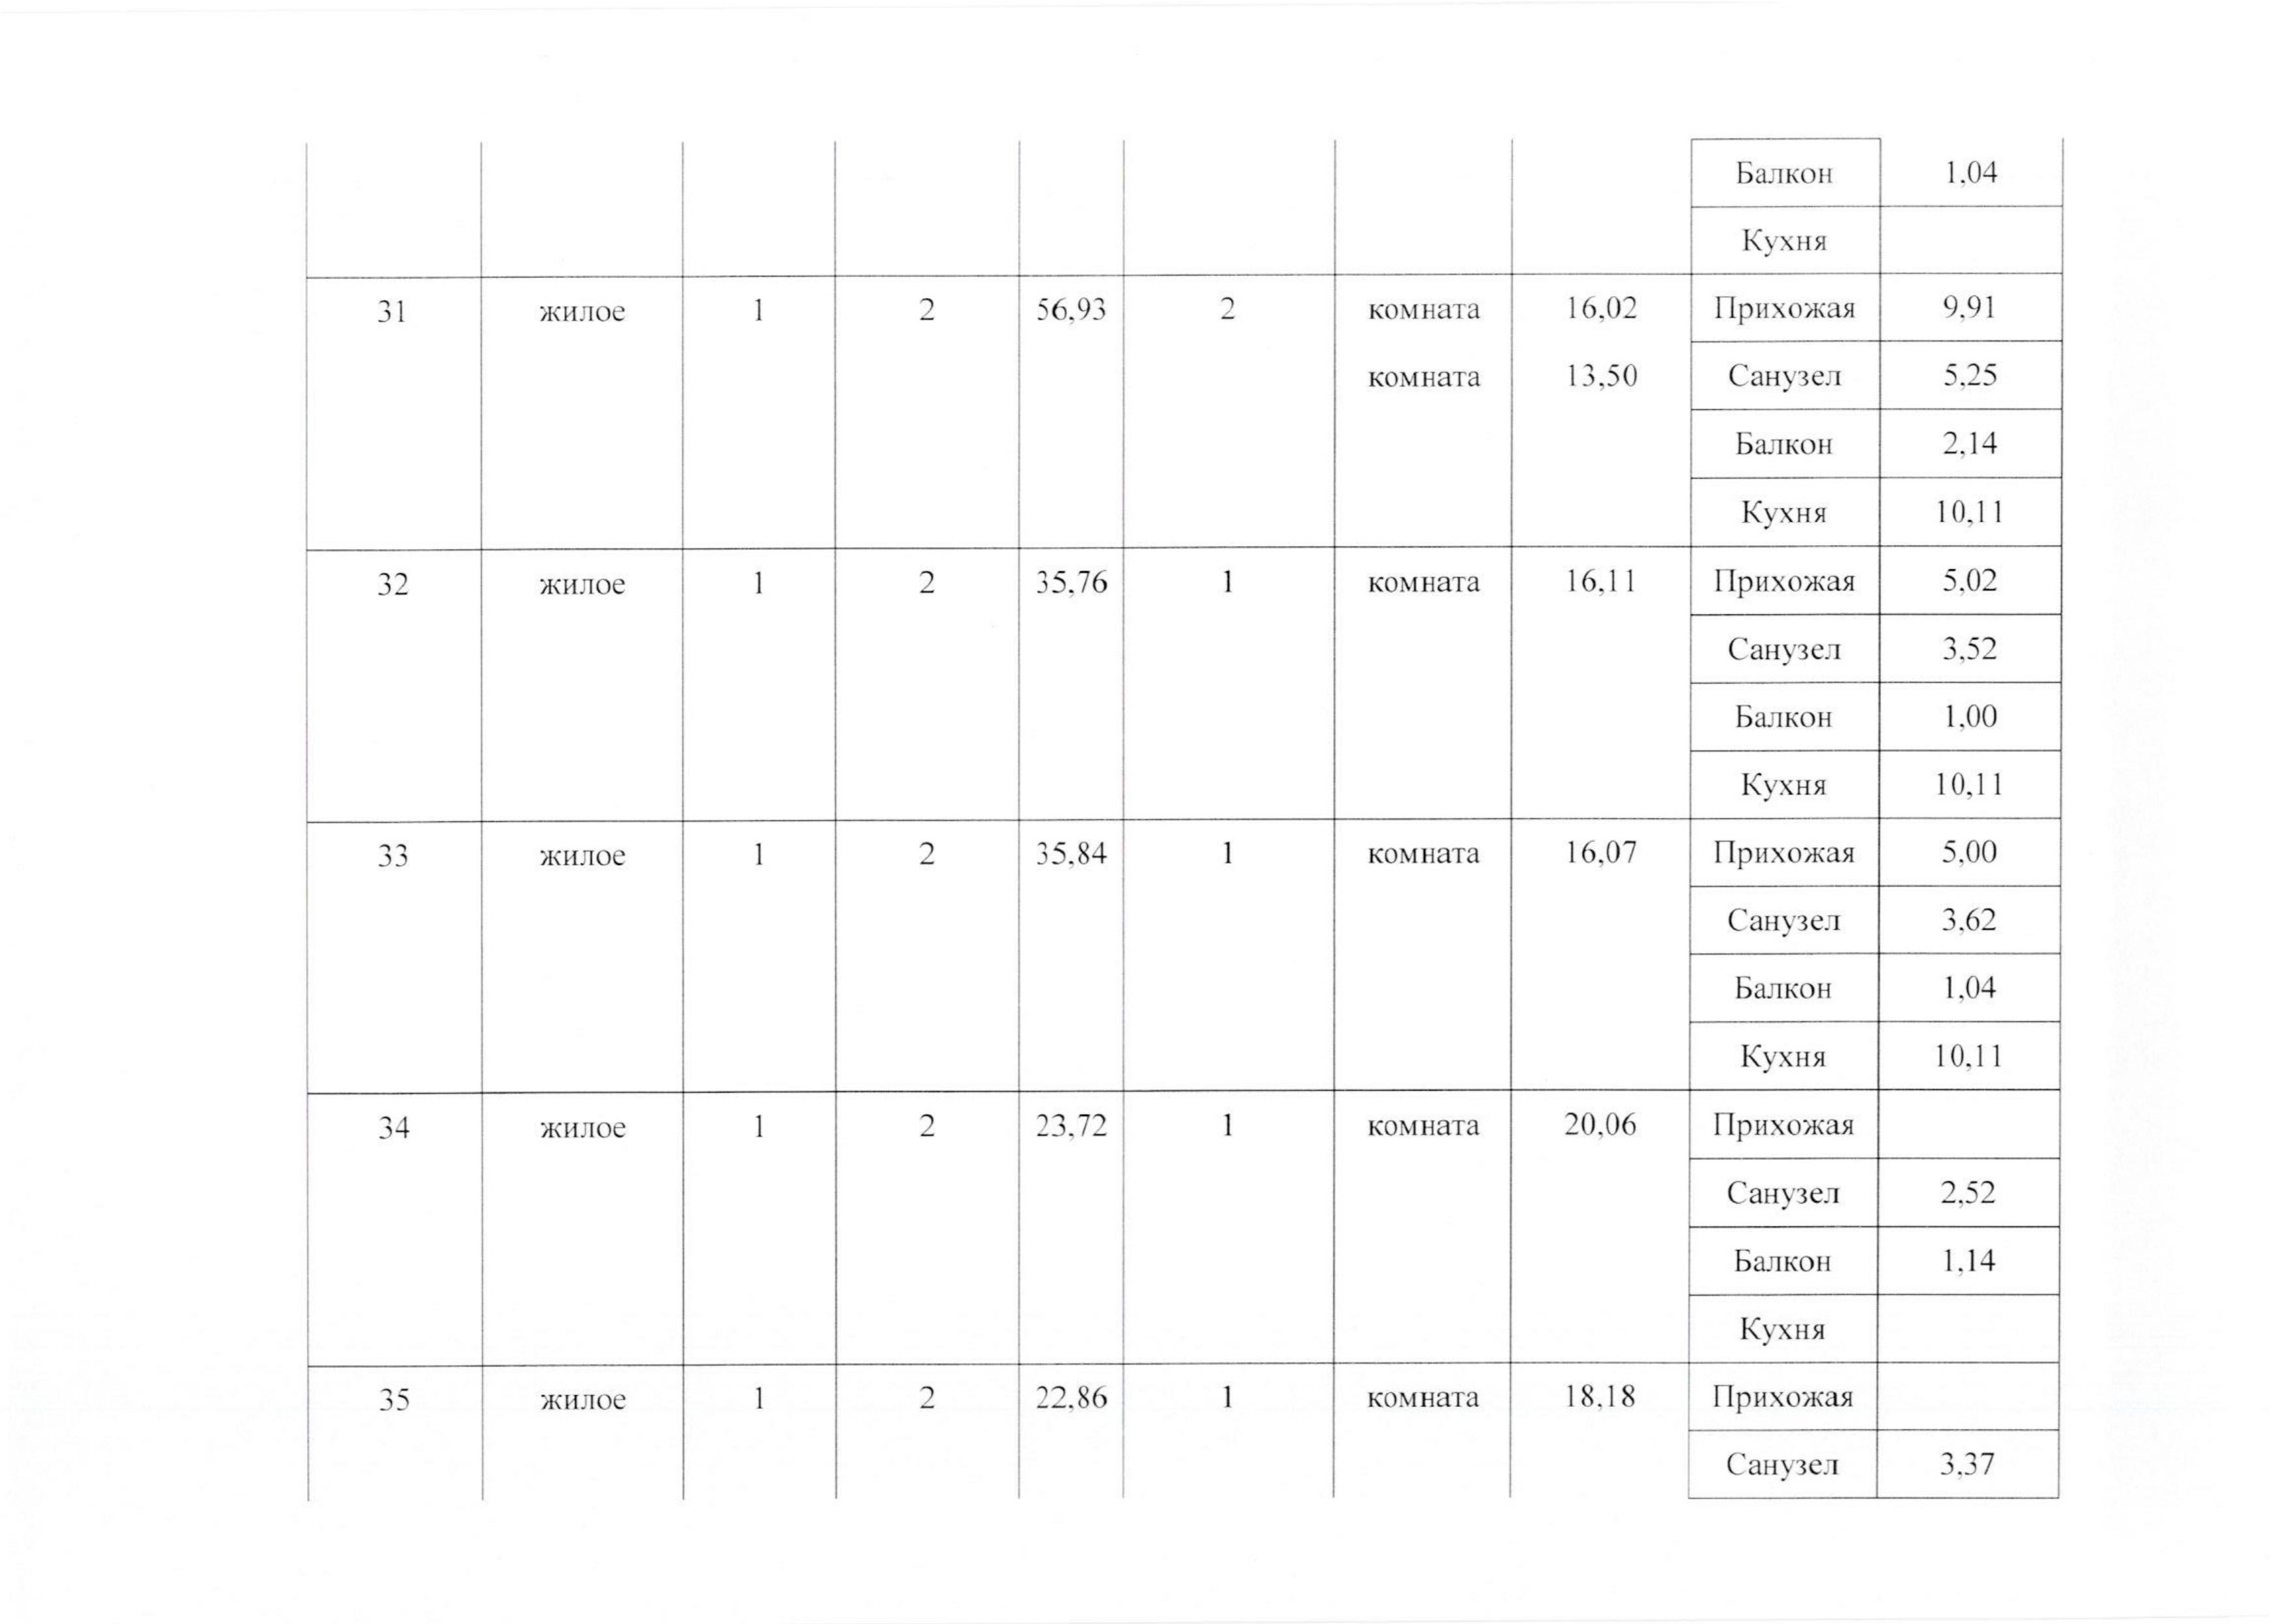 Балкон 1,04
Кухня
31 жилое 1 2 56,93 2 комната 16,02 Прихожая 9,91
комната 13,50 Санузел 5,25
Балкон 2,14
Кухня 10,11
32 жилое 1 2 35,76 1 комната 16,11 Прихожая 5,02
Санузел 3,52
Балкон 1,00
Кухня 10,11
33 жилое 1 2 35,84 1 комната 16,07 Прихожая 5,00
Санузел 3,62
Балкон 1,04
Кухня 10,11
34 жилое 1 2 23,72 1 комната 20,06 Прихожая
Санузел 2,52
Балкон 1,14
Кухня
35 жилое 1 2 22,86 1 комната 18,18 Прихожая
Санузел 3,37